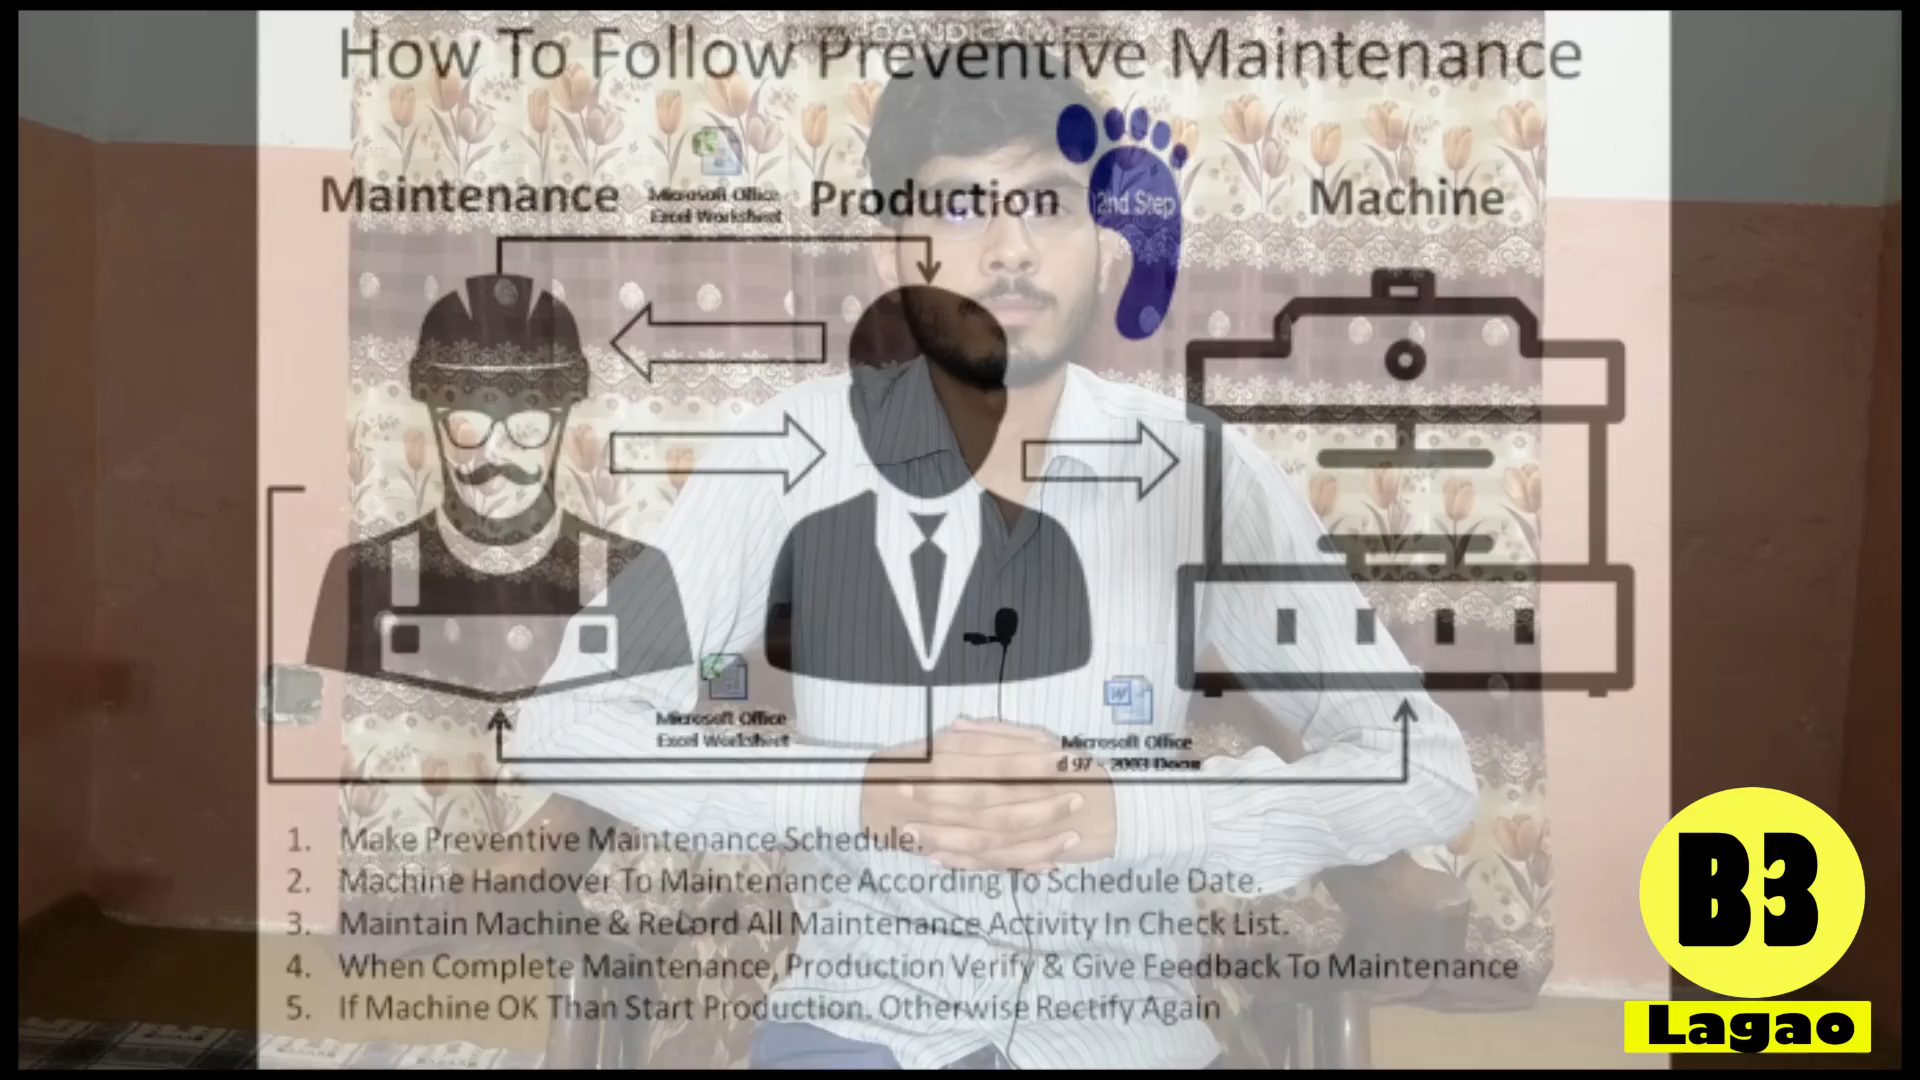 How To Follow Preventive Maintenance
Maintenance
Microsoft Office
Excel Worksheet
Production
2nd Step
Machine
Microsoft Office
Excel Worksheet
Microsoft Office
d 97 - 2003 Docum
1. Make Preventive Maintenance Schedule.
2. Machine Handover To Maintenance According To Schedule Date.
3. Maintain Machine & Record All Maintenance Activity In Check List.
4. When Complete Maintenance, Production Verify & Give Feedback To Maintenance
5. If Machine OK Than Start Production. Otherwise Rectify Again
B3
Lagao